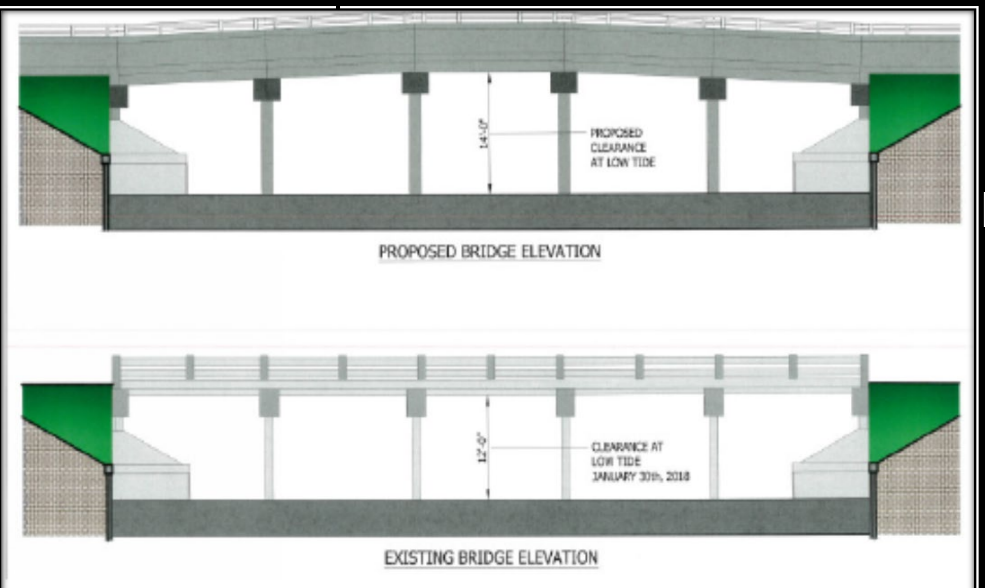 14'-0"
PROPOSED
CLEARANCE
AT LOW TIDE
PROPOSED BRIDGE ELEVATION
12'-0"
CLEARANCE AT
LOW TIDE
JANUARY 30th, 2018
EXISTING BRIDGE ELEVATION